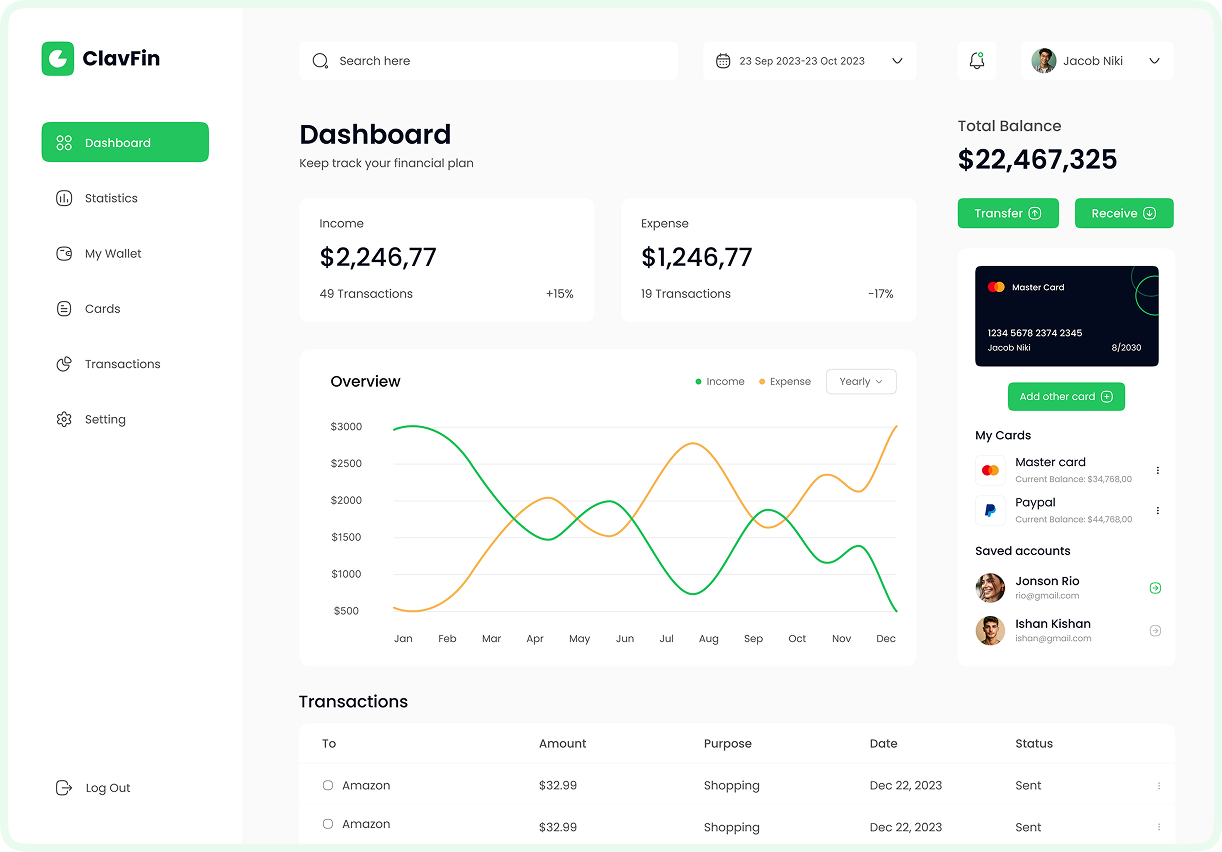 ClavFin
Dashboard
Statistics
My Wallet
Cards
Transactions
Setting
Log Out
Search here
23 Sep 2023-23 Oct 2023
Jacob Niki
Dashboard
Keep track your financial plan
Income
$2,246,77
49 Transactions +15%
Expense
$1,246,77
19 Transactions -17%
Overview
Income Expense Yearly
$3000
$2500
$2000
$1500
$1000
$500
Jan Feb Mar Apr May Jun Jul Aug Sep Oct Nov Dec
Total Balance
$22,467,325
Transfer Receive
Master Card
1234 5678 2374 2345
Jacob Niki 8/2030
Add other card
My Cards
Master card
Current Balance: $34,768,00
Paypal
Current Balance: $44,768,00
Saved accounts
Jonson Rio
rio@gmail.com
Ishan Kishan
ishan@gmail.com
Transactions
To Amount Purpose Date Status
Amazon $32.99 Shopping Dec 22, 2023 Sent
Amazon $32.99 Shopping Dec 22, 2023 Sent